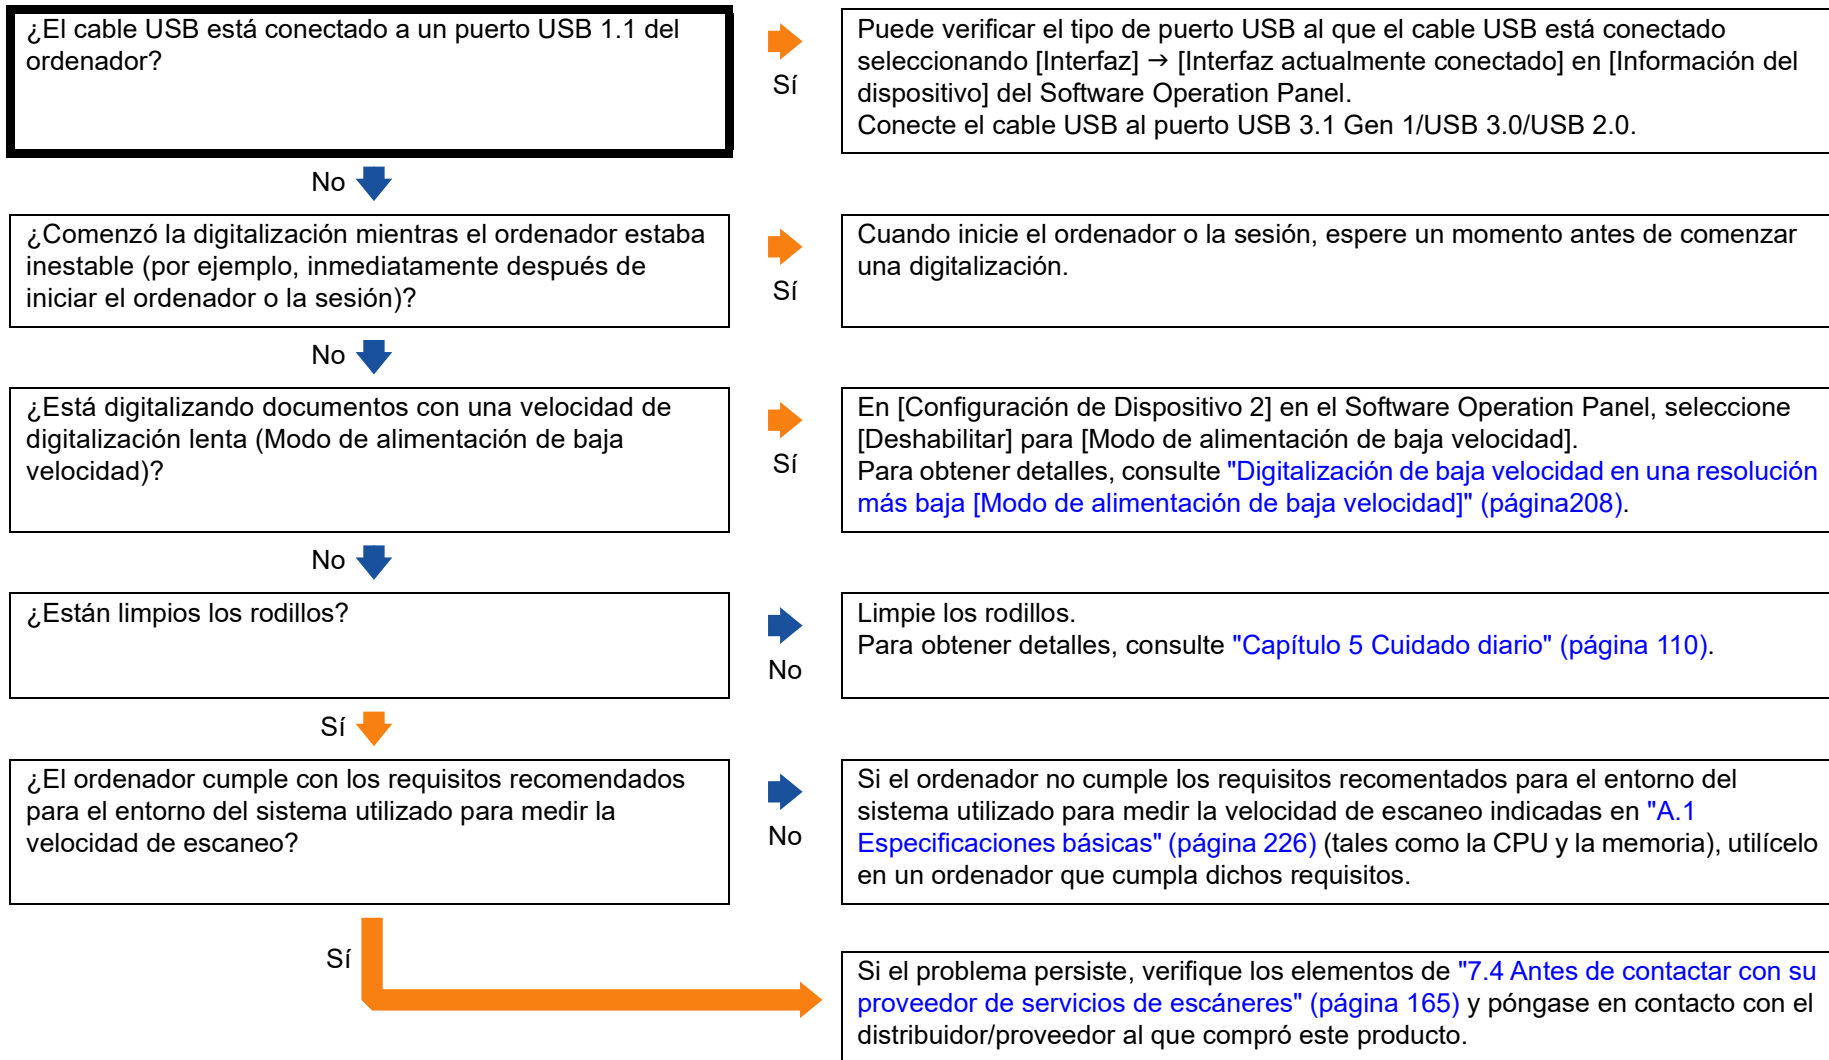 ¿El cable USB está conectado a un puerto USB 1.1 del
ordenador?
Sí
Puede verificar el tipo de puerto USB al que el cable USB está conectado
seleccionando [Interfaz] → [Interfaz actualmente conectado] en [Información del
dispositivo] del Software Operation Panel.
Conecte el cable USB al puerto USB 3.1 Gen 1/USB 3.0/USB 2.0.
No
¿Comenzó la digitalización mientras el ordenador estaba
inestable (por ejemplo, inmediatamente después de
iniciar el ordenador o la sesión)?
Sí
Cuando inicie el ordenador o la sesión, espere un momento antes de comenzar
una digitalización.
No
¿Está digitalizando documentos con una velocidad de
digitalización lenta (Modo de alimentación de baja
velocidad)?
Sí
En [Configuración de Dispositivo 2] en el Software Operation Panel, seleccione
[Deshabilitar] para [Modo de alimentación de baja velocidad].
Para obtener detalles, consulte "Digitalización de baja velocidad en una resolución
más baja [Modo de alimentación de baja velocidad]" (página208).
No
¿Están limpios los rodillos?
No
Limpie los rodillos.
Para obtener detalles, consulte "Capítulo 5 Cuidado diario" (página 110).
Sí
¿El ordenador cumple con los requisitos recomendados
para el entorno del sistema utilizado para medir la
velocidad de escaneo?
No
Si el ordenador no cumple los requisitos recomentados para el entorno del
sistema utilizado para medir la velocidad de escaneo indicadas en "A.1
Especificaciones básicas" (página 226) (tales como la CPU y la memoria), utilícelo
en un ordenador que cumpla dichos requisitos.
Sí
Si el problema persiste, verifique los elementos de "7.4 Antes de contactar con su
proveedor de servicios de escáneres" (página 165) y póngase en contacto con el
distribuidor/proveedor al que compró este producto.